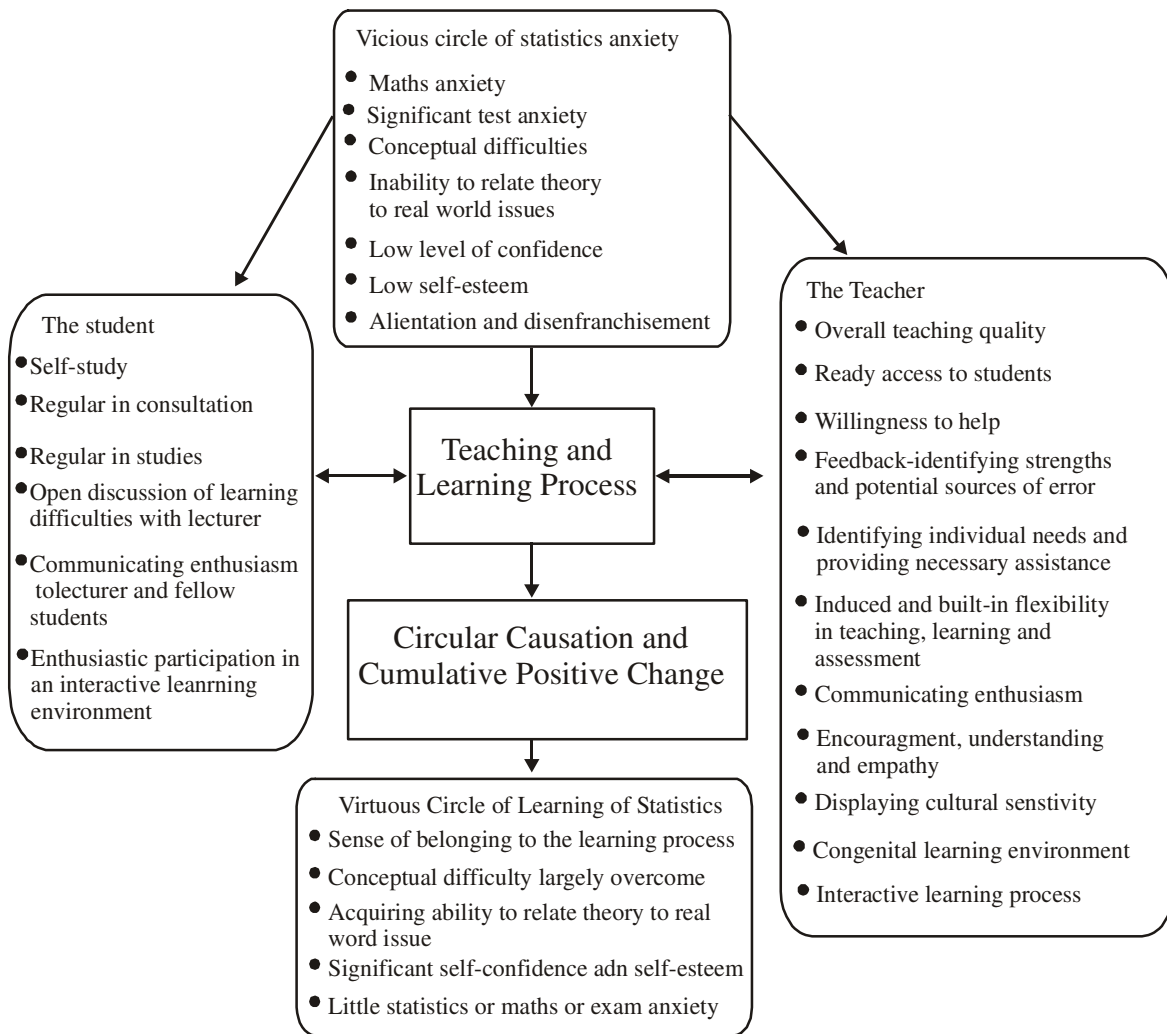 Vicious circle of statistics anxiety
Maths anxiety
Significant test anxiety
Conceptual difficulties
Inability to relate theory
to real world issues
Low level of confidence
Low self-esteem
Alientation and disenfranchisement
The student
Self-study
Regular in consultation
Regular in studies
Open discussion of learning
difficulties with lecturer
Communicating enthusiasm
tolecturer and fellow
students
Enthusiastic participation in
an interactive leanrning
environment
Teaching and
Learning Process
The Teacher
Overall teaching quality
Ready access to students
Willingness to help
Feedback-identifying strengths
and potential sources of error
Identifying individual needs and
providing necessary assistance
Induced and built-in flexibility
in teaching, learning and
assessment
Communicating enthusiasm
Encouragment, understanding
and empathy
Displaying cultural senstivity
Congenital learning environment
Interactive learning process
Circular Causation and
Cumulative Positive Change
Virtuous Circle of Learning of Statistics
Sense of belonging to the learning process
Conceptual difficulty largely overcome
Acquiring ability to relate theory to real
word issue
Significant self-confidence adn self-esteem
Little statistics or maths or exam anxiety